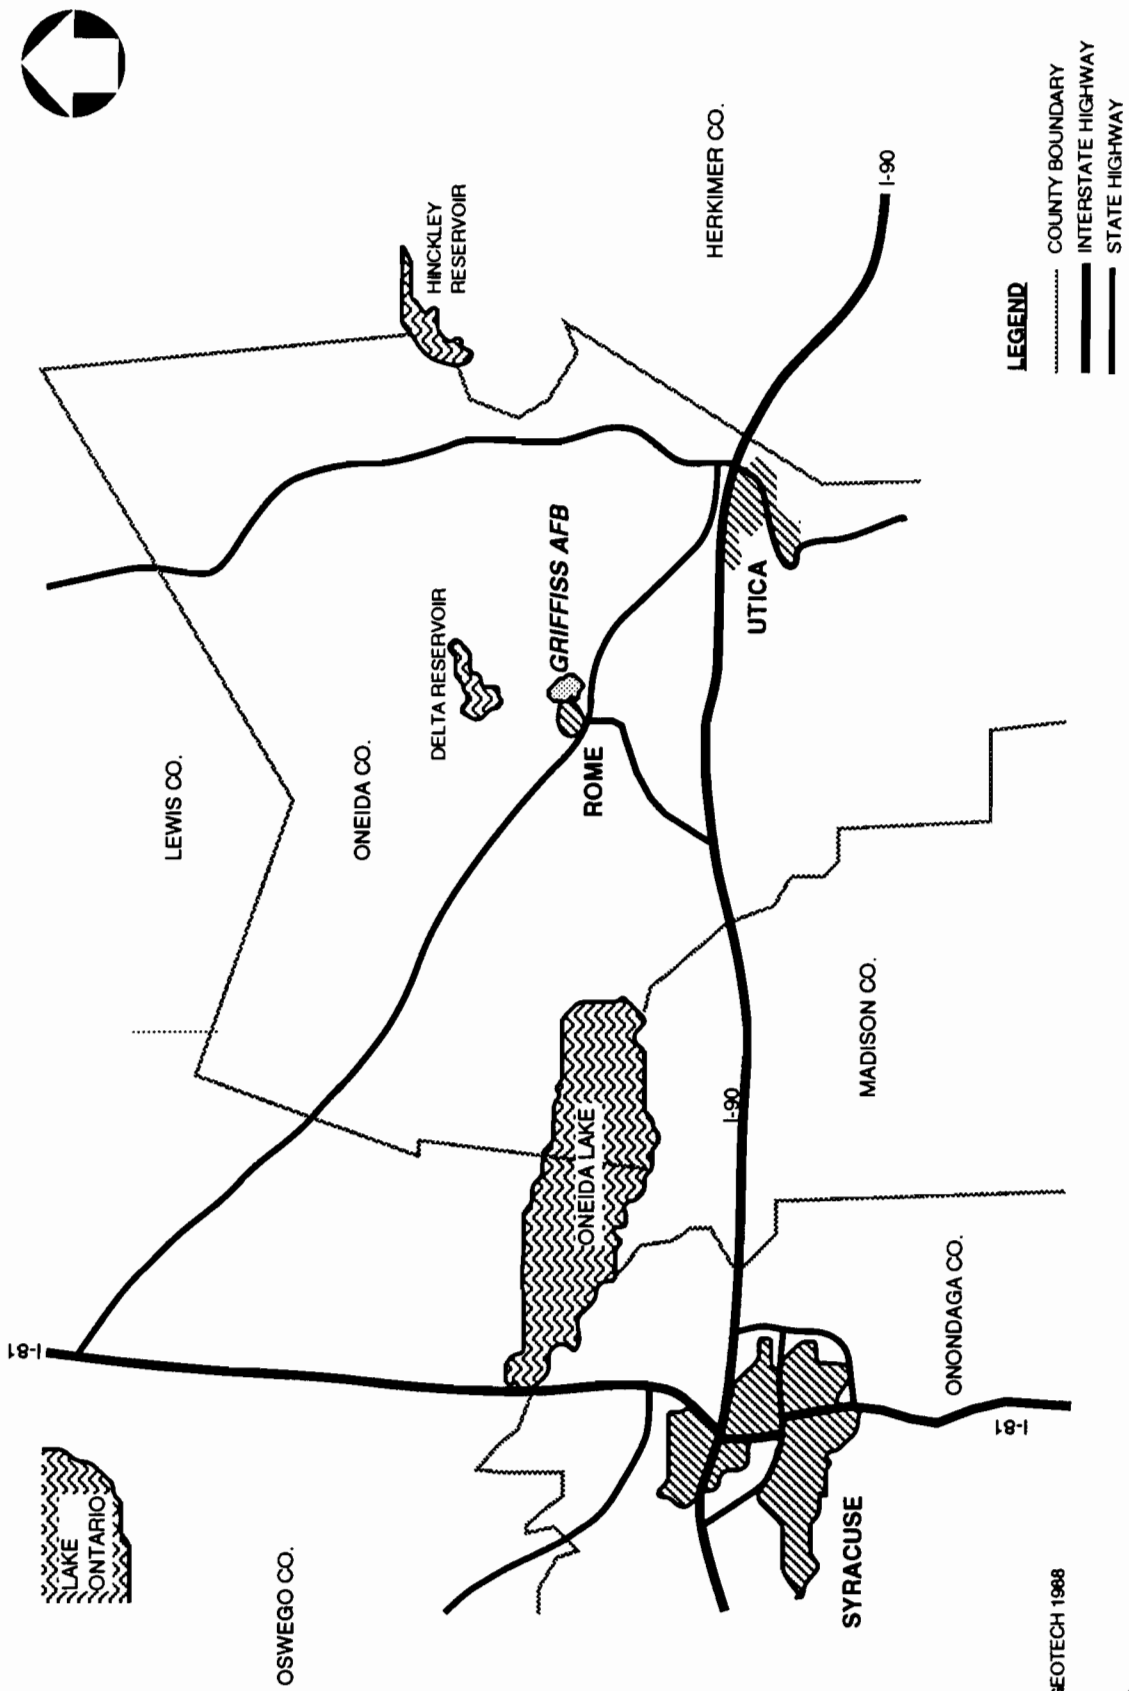 LAKE
ONTARIO
I-81
OSWEGO CO.
LEWIS CO.
ONEIDA CO.
DELTA RESERVOIR
HINCKLEY
RESERVOIR
GRIFFISS AFB
ROME
ONEIDA LAKE
HERKIMER CO.
UTICA
I-90
I-90
MADISON CO.
SYRACUSE
ONONDAGA CO.
I-81
LEGEND
COUNTY BOUNDARY
INTERSTATE HIGHWAY
STATE HIGHWAY
GEOTECH 1988